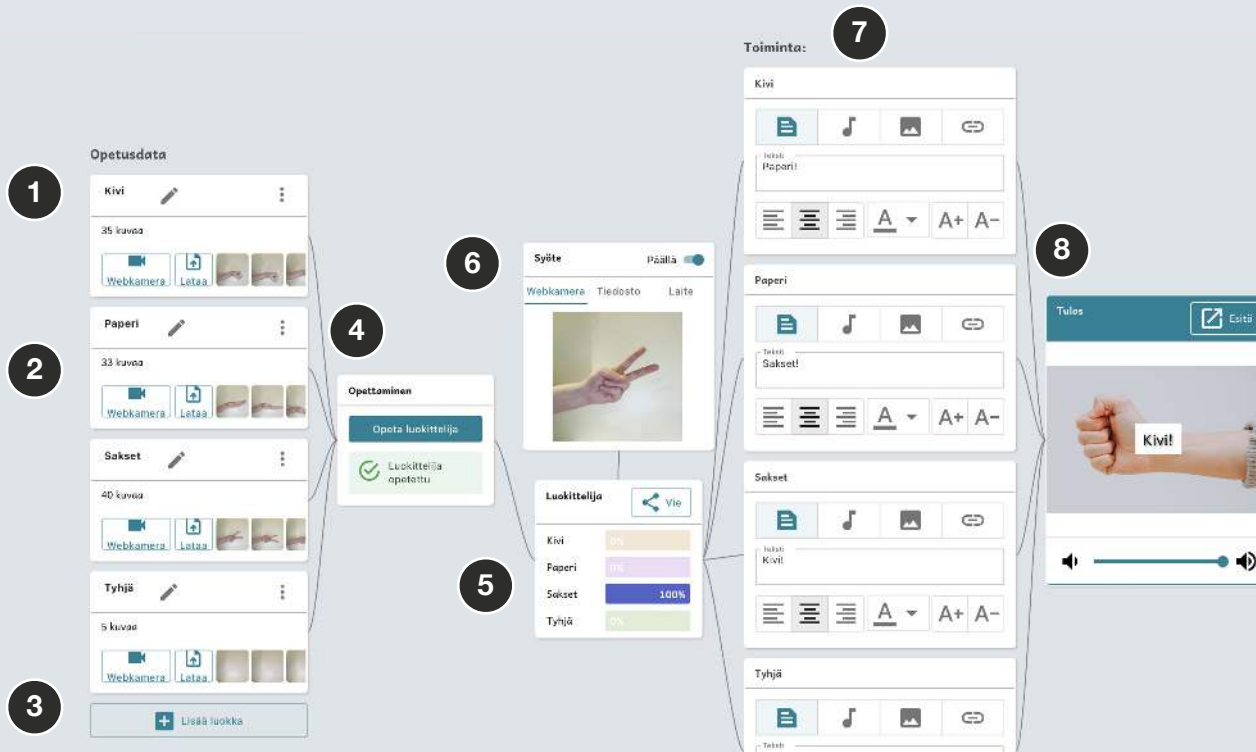 Opetusdata
1
Kivi
35 kuvaa
Webkamera
Lataa
2
Paperi
33 kuvaa
Webkamera
Lataa
Sakset
40 kuvaa
Webkamera
Lataa
Tyhjä
5 kuvaa
Webkamera
Lataa
3
Lisää luokka
4
Opettaminen
Opeta luokittelija
Luokittelija
opetettu
6
Syöte
Päällä
Webkamera
Tiedosto
Laite
5
Luokittelija
Vie
Kivi 0%
Paperi 0%
Sakset 100%
Tyhjä 0%
7
Toiminta:
Kivi
Teksti
Paperi!
A
A+ A-
Paperi
Teksti
Sakset!
A
A+ A-
Sakset
Teksti
Kivi!
A
A+ A-
Tyhjä
Teksti
8
Tulos
Esitä
Kivi!